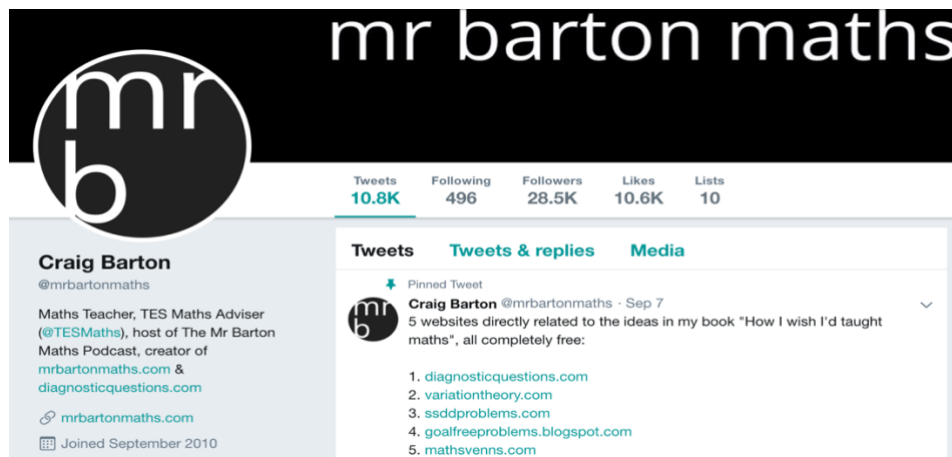 mr barton maths
mr
b
Tweets Following Followers Likes Lists
10.8K 496 28.5K 10.6K 10
Craig Barton
@mrbartonmaths
Maths Teacher, TES Maths Adviser
(@TESMaths), host of The Mr Barton
Maths Podcast, creator of
mrbartonmaths.com &
diagnosticquestions.com
mrbartonmaths.com
Joined September 2010
Tweets Tweets & replies Media
Pinned Tweet
mr
b
Craig Barton @mrbartonmaths · Sep 7
5 websites directly related to the ideas in my book "How I wish I'd taught
maths", all completely free:
1. diagnosticquestions.com
2. variationtheory.com
3. ssddproblems.com
4. goalfreeproblems.blogspot.com
5. mathsvenns.com